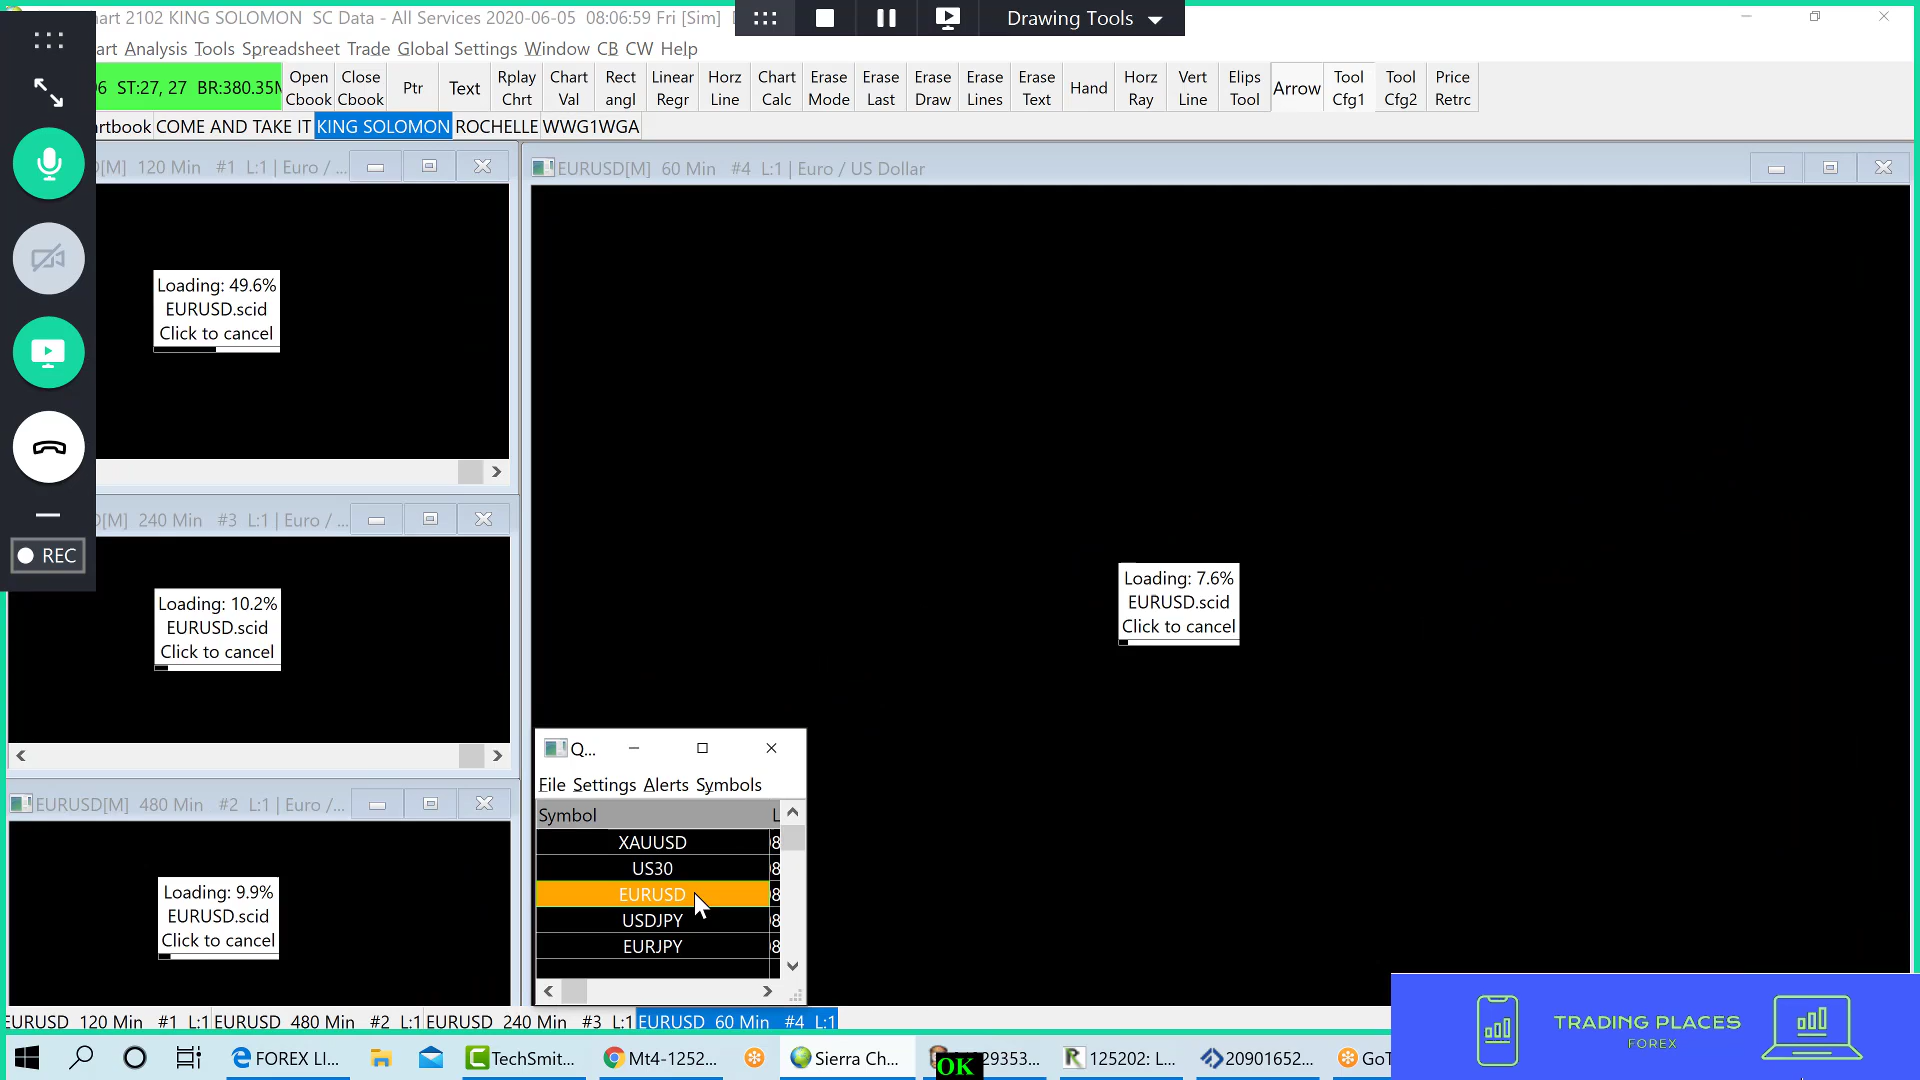 art 2102 KING SOLOMON SC Data - All Services 2020-06-05 08:06:59 Fri [Sim]
Drawing Tools
art Analysis Tools Spreadsheet Trade Global Settings Window CB CW Help
6 ST:27, 27 BR:380.35M
Open Cbook
Close Cbook
Ptr
Text
Rplay Chrt
Chart Val
Rect angl
Linear Regr
Horz Line
Chart Calc
Erase Mode
Erase Last
Erase Draw
Erase Lines
Erase Text
Hand
Horz Ray
Vert Line
Elips Tool
Arrow
Tool Cfg1
Tool Cfg2
Price Retrc
rtbook COME AND TAKE IT KING SOLOMON ROCHELLE WWG1WGA
D[M] 120 Min #1 L:1 | Euro / ...
EURUSD[M] 60 Min #4 L:1 | Euro / US Dollar
Loading: 49.6%
EURUSD.scid
Click to cancel
D[M] 240 Min #3 L:1 | Euro / ...
REC
Loading: 10.2%
EURUSD.scid
Click to cancel
Loading: 7.6%
EURUSD.scid
Click to cancel
EURUSD[M] 480 Min #2 L:1 | Euro /...
Loading: 9.9%
EURUSD.scid
Click to cancel
Q...
File Settings Alerts Symbols
Symbol L
XAUUSD
US30
EURUSD
USDJPY
EURJPY
EURUSD 120 Min #1 L:1 EURUSD 480 Min #2 L:1 EURUSD 240 Min #3 L:1 EURUSD 60 Min #4 L:1
TRADING PLACES
FOREX
FOREX LI...
TechSmit...
Mt4-1252...
Sierra Ch...
29353...
OK
125202: L...
20901652...
GoT